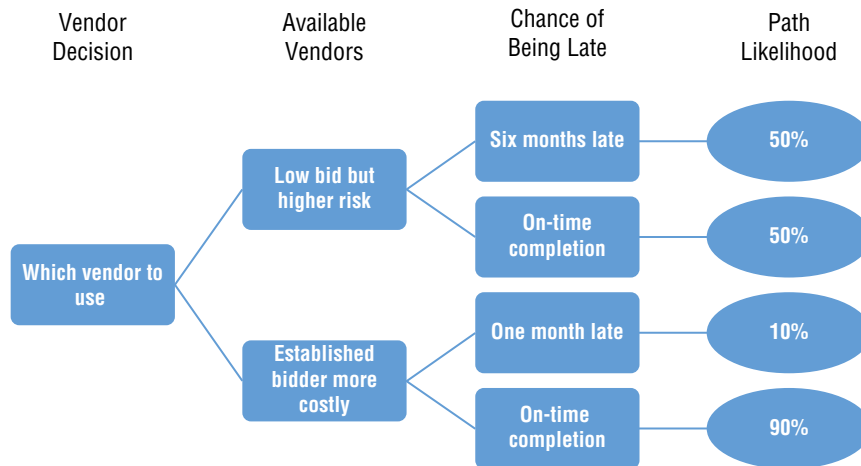 Vendor
Decision
Available
Vendors
Chance of
Being Late
Path
Likelihood
Which vendor to
use
Low bid but
higher risk
Six months late
50%
On-time
completion
50%
Established
bidder more
costly
One month late
10%
On-time
completion
90%